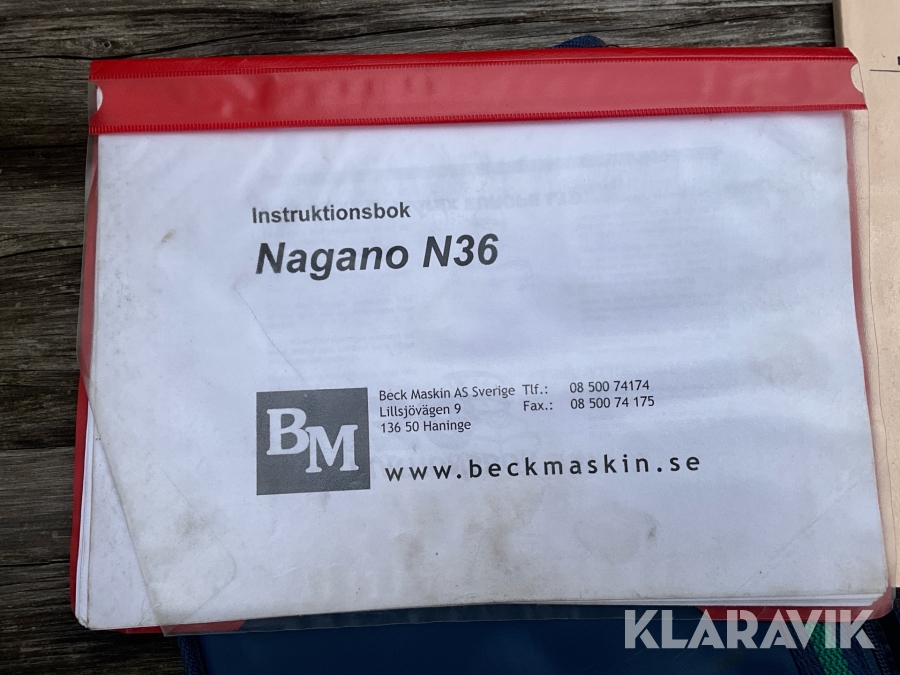 Instruktionsbok
Nagano N36
BM
Beck Maskin AS Sverige Tlf.: 08 500 74174
Lillsjövägen 9 Fax.: 08 500 74 175
136 50 Haninge
www.beckmaskin.se
KLARAVIK